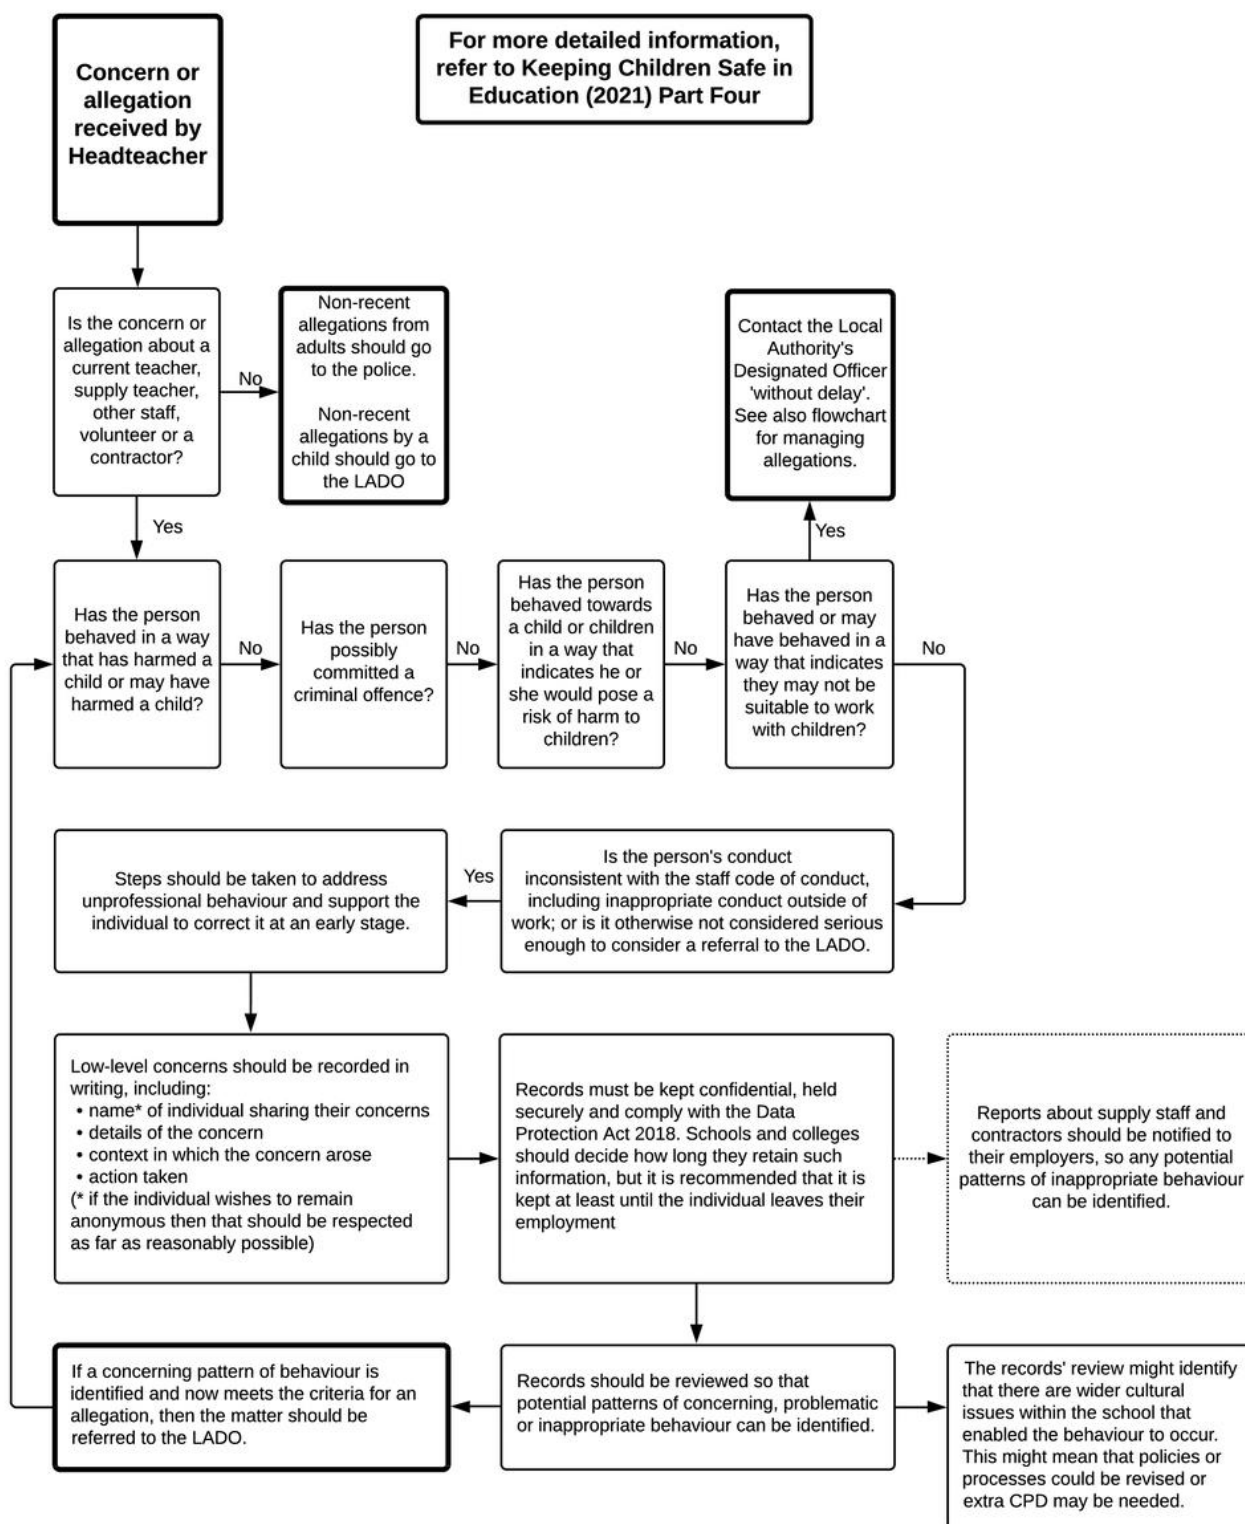 Concern or
allegation
received by
Headteacher
For more detailed information,
refer to Keeping Children Safe in
Education (2021) Part Four
Is the concern or
allegation about a
current teacher,
supply teacher,
other staff,
volunteer or a
contractor?
No
Non-recent
allegations from
adults should go
to the police.
Non-recent
allegations by a
child should go to
the LADO
Contact the Local
Authority's
Designated Officer
'without delay'.
See also flowchart
for managing
allegations.
Yes
Yes
Has the person
behaved in a way
that has harmed a
child or may have
harmed a child?
No
Has the person
possibly
committed a
criminal offence?
No
Has the person
behaved towards
a child or children
in a way that
indicates he or
she would pose a
risk of harm to
children?
No
Has the person
behaved or may
have behaved in a
way that indicates
they may not be
suitable to work
with children?
No
Is the person's conduct
inconsistent with the staff code of conduct,
including inappropriate conduct outside of
work; or is it otherwise not considered serious
enough to consider a referral to the LADO.
Yes
Steps should be taken to address
unprofessional behaviour and support the
individual to correct it at an early stage.
Low-level concerns should be recorded in
writing, including:
• name* of individual sharing their concerns
• details of the concern
• context in which the concern arose
• action taken
(* if the individual wishes to remain
anonymous then that should be respected
as far as reasonably possible)
Records must be kept confidential, held
securely and comply with the Data
Protection Act 2018. Schools and colleges
should decide how long they retain such
information, but it is recommended that it is
kept at least until the individual leaves their
employment
Reports about supply staff and
contractors should be notified to
their employers, so any potential
patterns of inappropriate behaviour
can be identified.
If a concerning pattern of behaviour is
identified and now meets the criteria for an
allegation, then the matter should be
referred to the LADO.
Records should be reviewed so that
potential patterns of concerning, problematic
or inappropriate behaviour can be identified.
The records' review might identify
that there are wider cultural
issues within the school that
enabled the behaviour to occur.
This might mean that policies or
processes could be revised or
extra CPD may be needed.